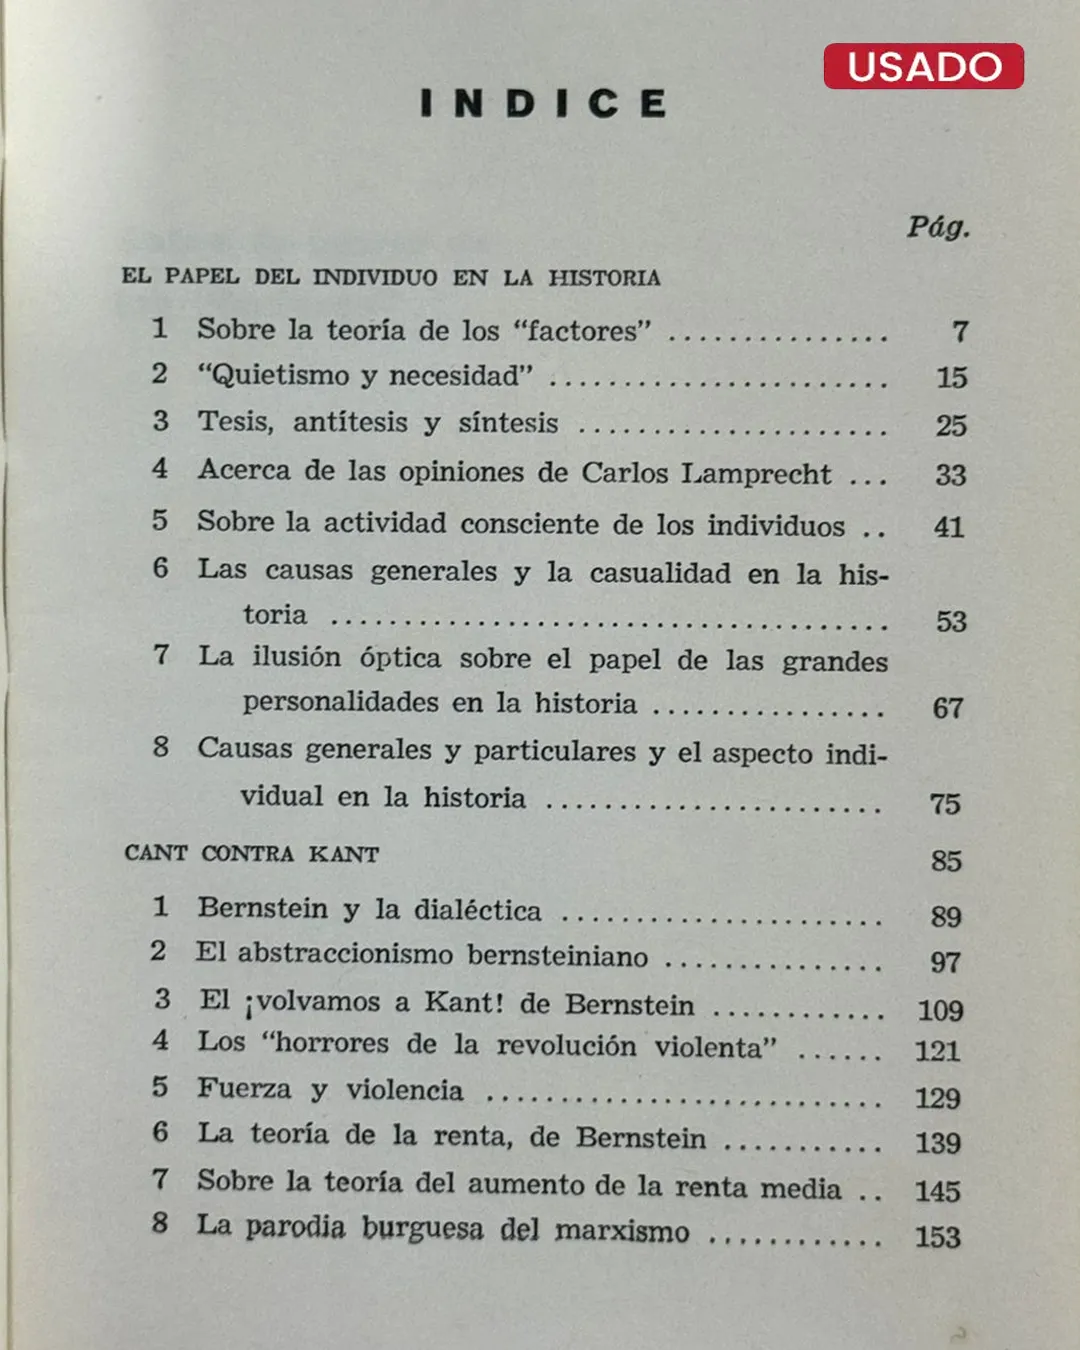 USADO
INDICE
Pág.
EL PAPEL DEL INDIVIDUO EN LA HISTORIA
1 Sobre la teoría de los “factores” ............... 7
2 “Quietismo y necesidad” ....................... 15
3 Tesis, antítesis y síntesis ..................... 25
4 Acerca de las opiniones de Carlos Lamprecht ... 33
5 Sobre la actividad consciente de los individuos .. 41
6 Las causas generales y la casualidad en la his-
toria ....................................... 53
7 La ilusión óptica sobre el papel de las grandes
personalidades en la historia ................ 67
8 Causas generales y particulares y el aspecto indi-
vidual en la historia ....................... 75
CANT CONTRA KANT 85
1 Bernstein y la dialéctica ...................... 89
2 El abstraccionismo bernsteiniano ............... 97
3 El ¡volvamos a Kant! de Bernstein ............ 109
4 Los “horrores de la revolución violenta” ...... 121
5 Fuerza y violencia ........................... 129
6 La teoría de la renta, de Bernstein ........... 139
7 Sobre la teoría del aumento de la renta media .. 145
8 La parodia burguesa del marxismo ............ 153